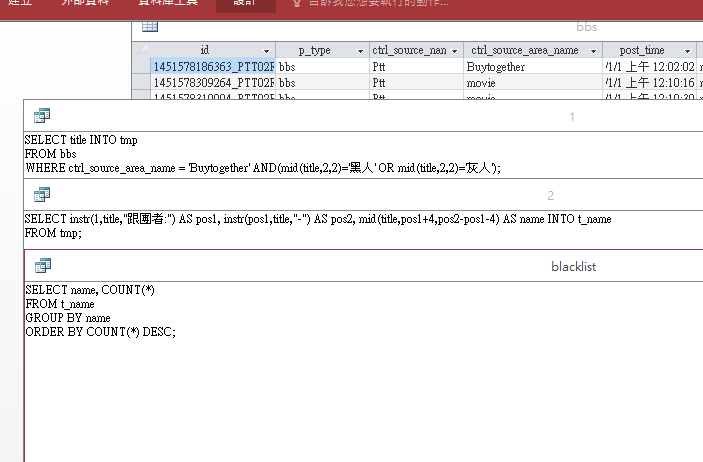 建立 外部資料 資料庫工具 設計 告訴我您想要執行的動作...
bbs
id p_type ctrl_source_nan ctrl_source_area_name post_time
1451578186363_PTT02F bbs Ptt Buytogether /1/1 上午 12:02:02
1451578309264_PTT02F bbs Ptt movie /1/1 上午 12:10:16
1451578310004_PTT02F bbs Ptt movie /1/1 上午 12:10:30
1
SELECT title INTO tmp
FROM bbs
WHERE ctrl_source_area_name = 'Buytogether' AND(mid(title,2,2)='黑人' OR mid(title,2,2)='灰人');
2
SELECT instr(1,title,"跟團者:") AS pos1, instr(pos1,title,"-") AS pos2, mid(title,pos1+4,pos2-pos1-4) AS name INTO t_name
FROM tmp;
blacklist
SELECT name, COUNT(*)
FROM t_name
GROUP BY name
ORDER BY COUNT(*) DESC;